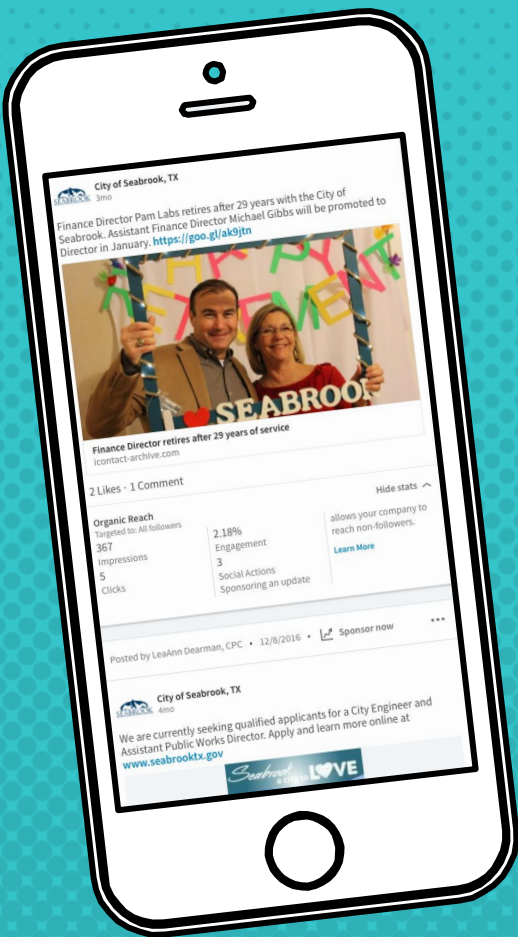 City of Seabrook, TX
SEABROOK
3mo
Finance Director Pam Labs retires after 29 years with the City of
Seabrook. Assistant Finance Director Michael Gibbs will be promoted to
Director in January. https://goo.gl/ak9jtn
HAPPY
RETIREMENT
I ❤ SEABROOK
Finance Director retires after 29 years of service
icontact-archive.com
2 Likes · 1 Comment
Hide stats
Organic Reach
Targeted to: All followers
367
Impressions
5
Clicks
2.18%
Engagement
3
Social Actions
Sponsoring an update
allows your company to
reach non-followers.
Learn More
Posted by LeaAnn Dearman, CPC • 12/8/2016 • Sponsor now
City of Seabrook, TX
SEABROOK
4mo
We are currently seeking qualified applicants for a City Engineer and
Assistant Public Works Director. Apply and learn more online at
www.seabrooktx.gov
Seabrook
a city to LOVE